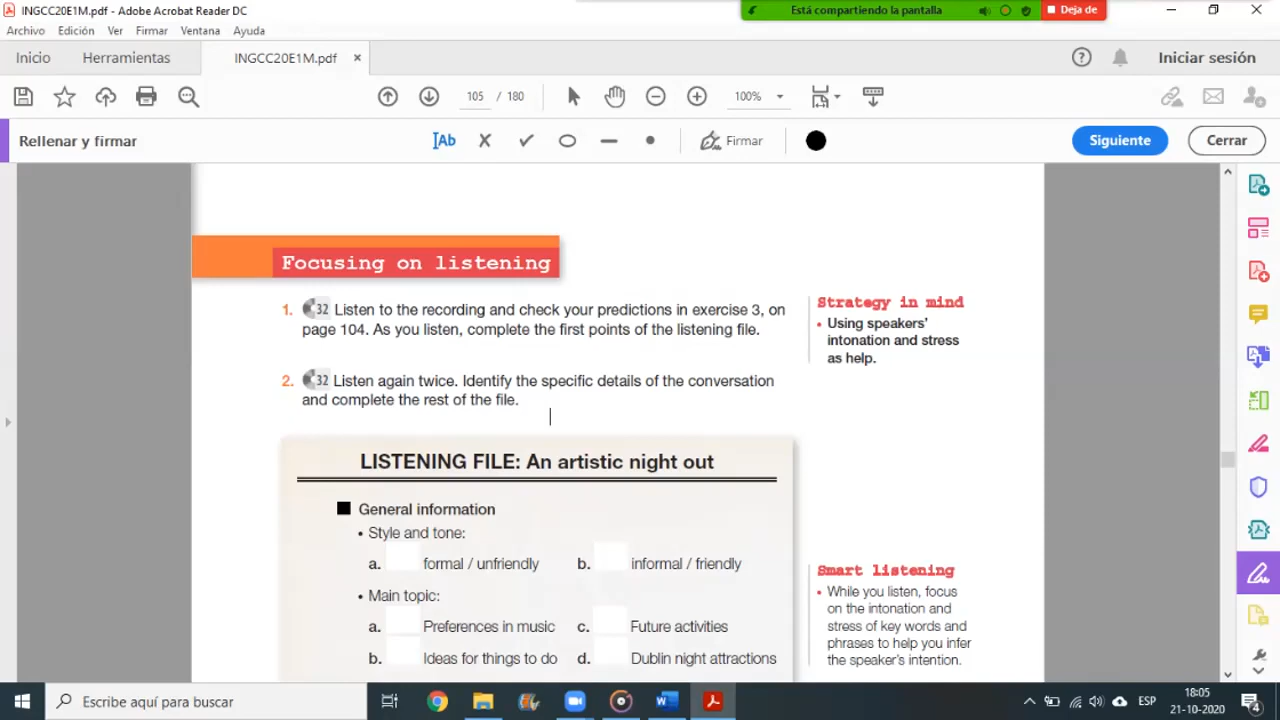 INGCC20E1M.pdf - Adobe Acrobat Reader DC
Está compartiendo la pantalla
Deja de
Archivo Edición Ver Firmar Ventana Ayuda
Inicio Herramientas INGCC20E1M.pdf × Iniciar sesión
105 / 180 100%
Rellenar y firmar Ab Firmar Siguiente Cerrar
Focusing on listening
1. 32 Listen to the recording and check your predictions in exercise 3, on
page 104. As you listen, complete the first points of the listening file.
2. 32 Listen again twice. Identify the specific details of the conversation
and complete the rest of the file.
Strategy in mind
• Using speakers'
intonation and stress
as help.
LISTENING FILE: An artistic night out
■ General information
• Style and tone:
a. formal / unfriendly b. informal / friendly
• Main topic:
a. Preferences in music c. Future activities
b. Ideas for things to do d. Dublin night attractions
Smart listening
• While you listen, focus
on the intonation and
stress of key words and
phrases to help you infer
the speaker's intention.
Escribe aquí para buscar
ESP
18:05
21-10-2020
4